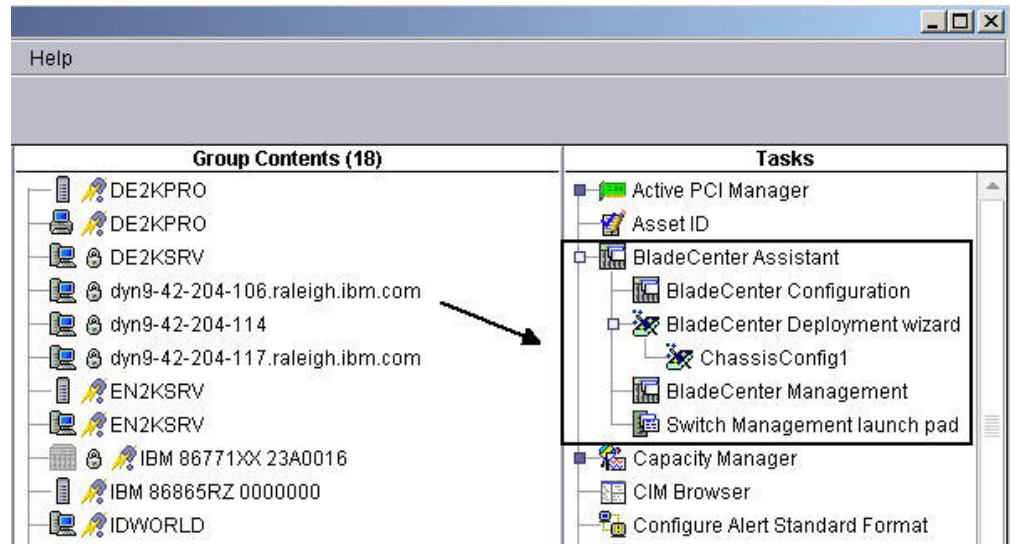 Help
Group Contents (18)
DE2KPRO
DE2KPRO
DE2KSRV
dyn9-42-204-106.raleigh.ibm.com
dyn9-42-204-114
dyn9-42-204-117.raleigh.ibm.com
EN2KSRV
EN2KSRV
IBM 86771XX 23A0016
IBM 86865RZ 0000000
IDWORLD
Tasks
Active PCI Manager
Asset ID
BladeCenter Assistant
BladeCenter Configuration
BladeCenter Deployment wizard
ChassisConfig1
BladeCenter Management
Switch Management launch pad
Capacity Manager
CIM Browser
Configure Alert Standard Format